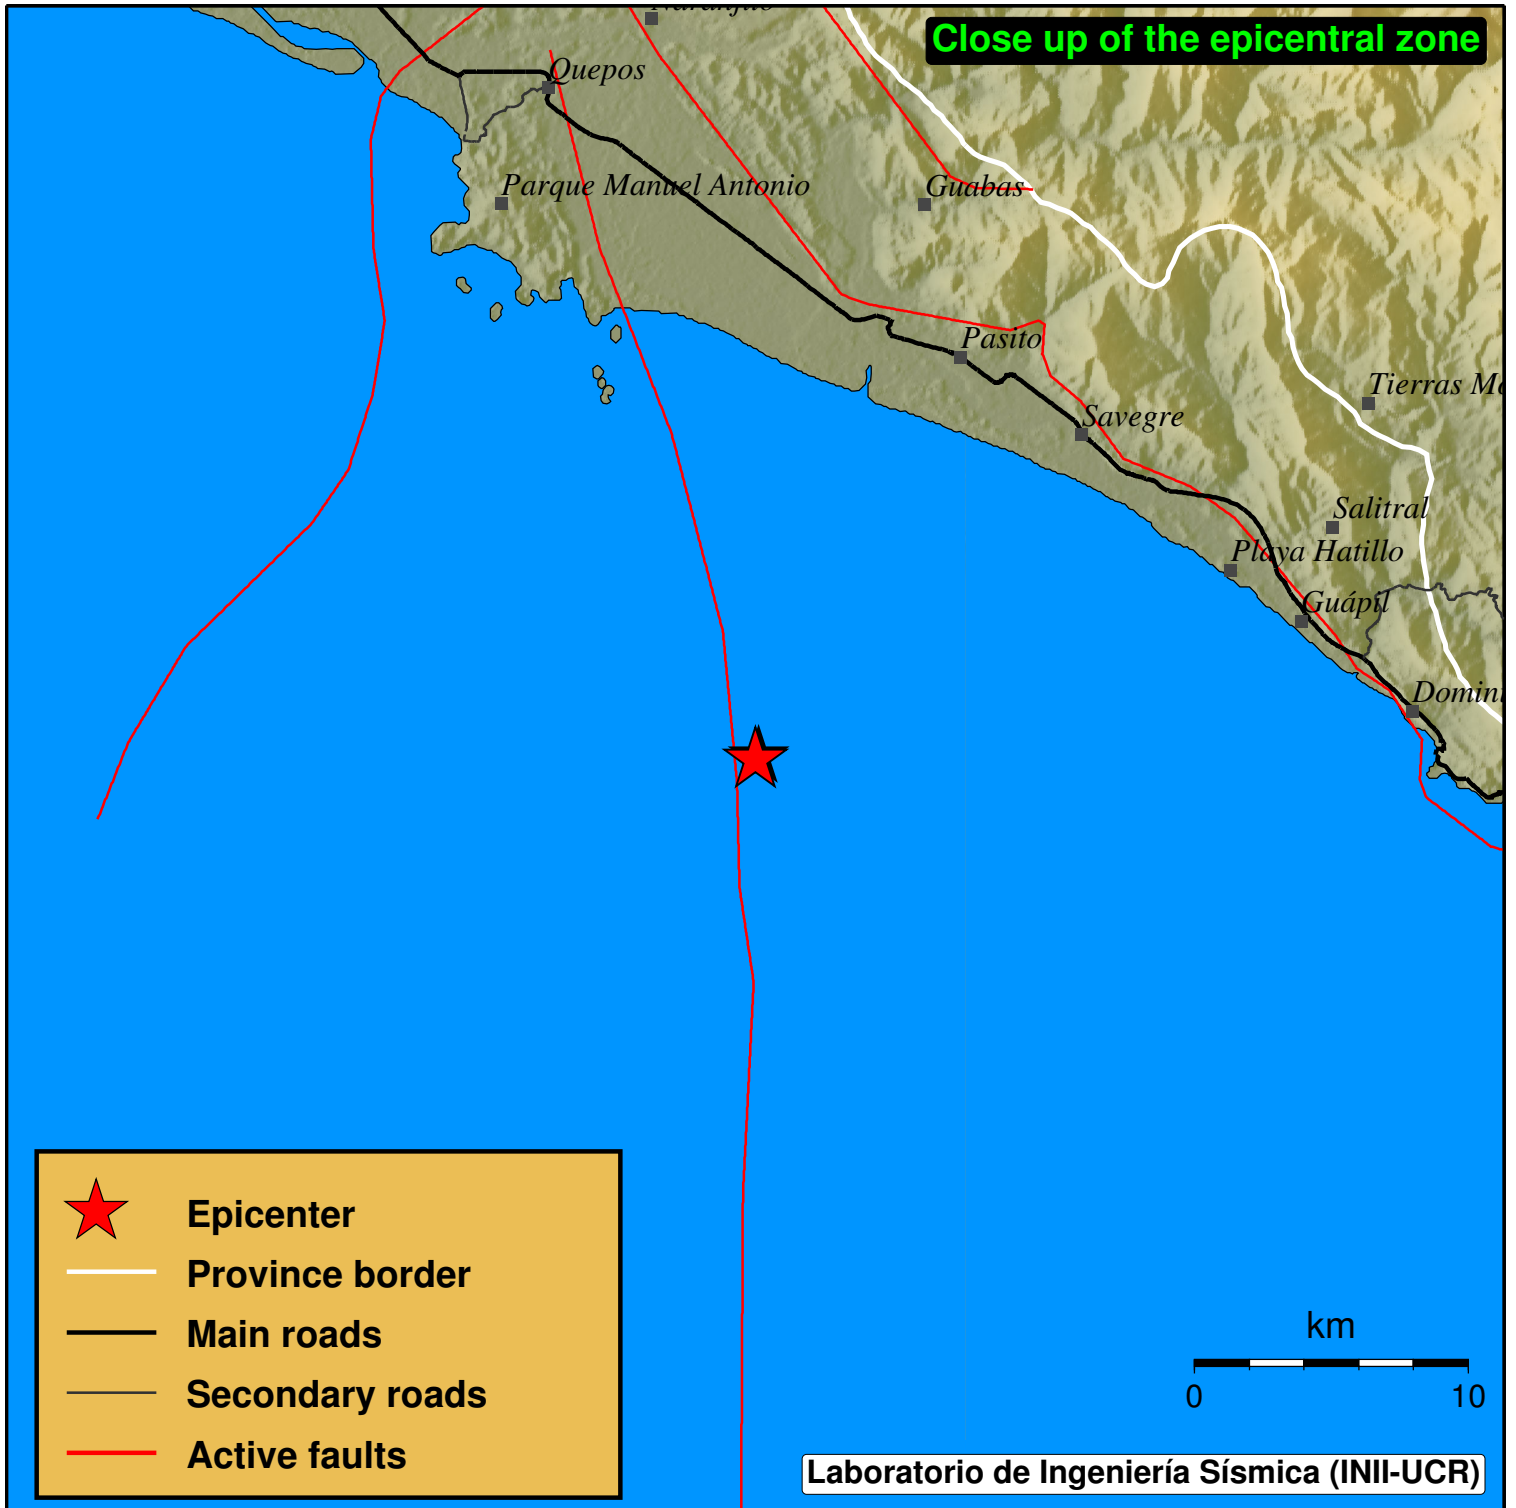 Close up of the epicentral zone
Quepos
Parque Manuel Antonio
Guabas
Pasito
Tierras
Savegre
Salitral
Playa Hatillo
Guápil
Epicenter
Province border
Main roads
Secondary roads
Active faults
km
0 10
Laboratorio de Ingeniería Sísmica (INII-UCR)